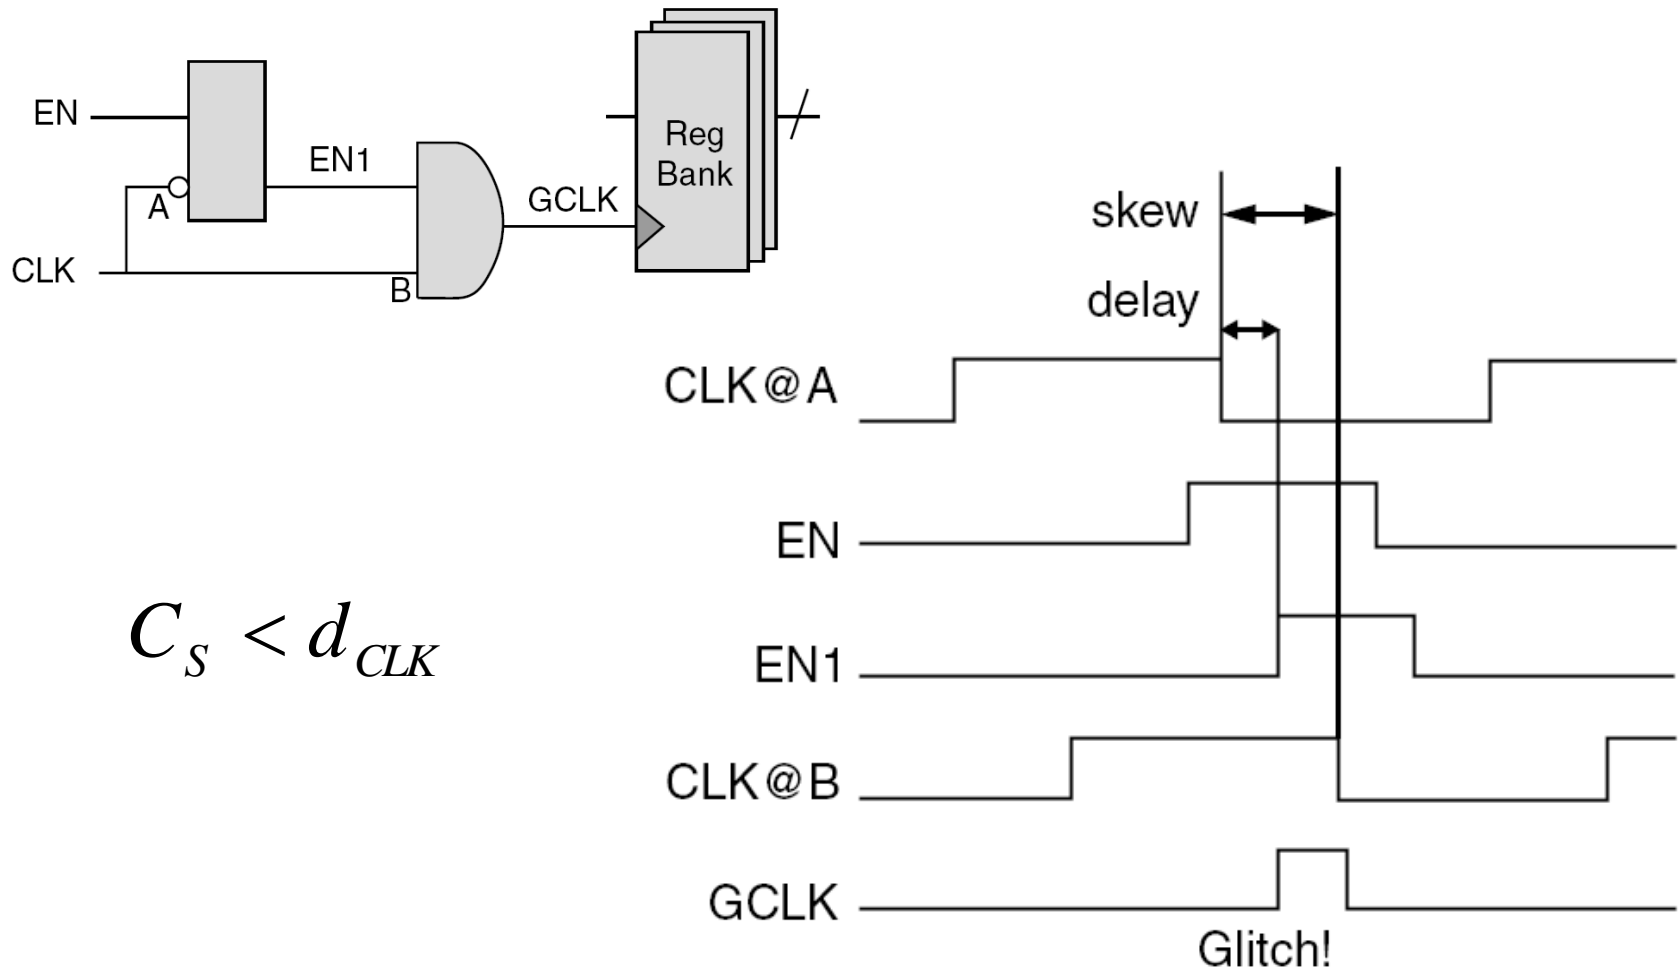 EN
A
CLK
EN1
B
GCLK
Reg
Bank
skew
delay
CLK@A
EN
EN1
CLK@B
GCLK
Glitch!
C_S < d_CLK